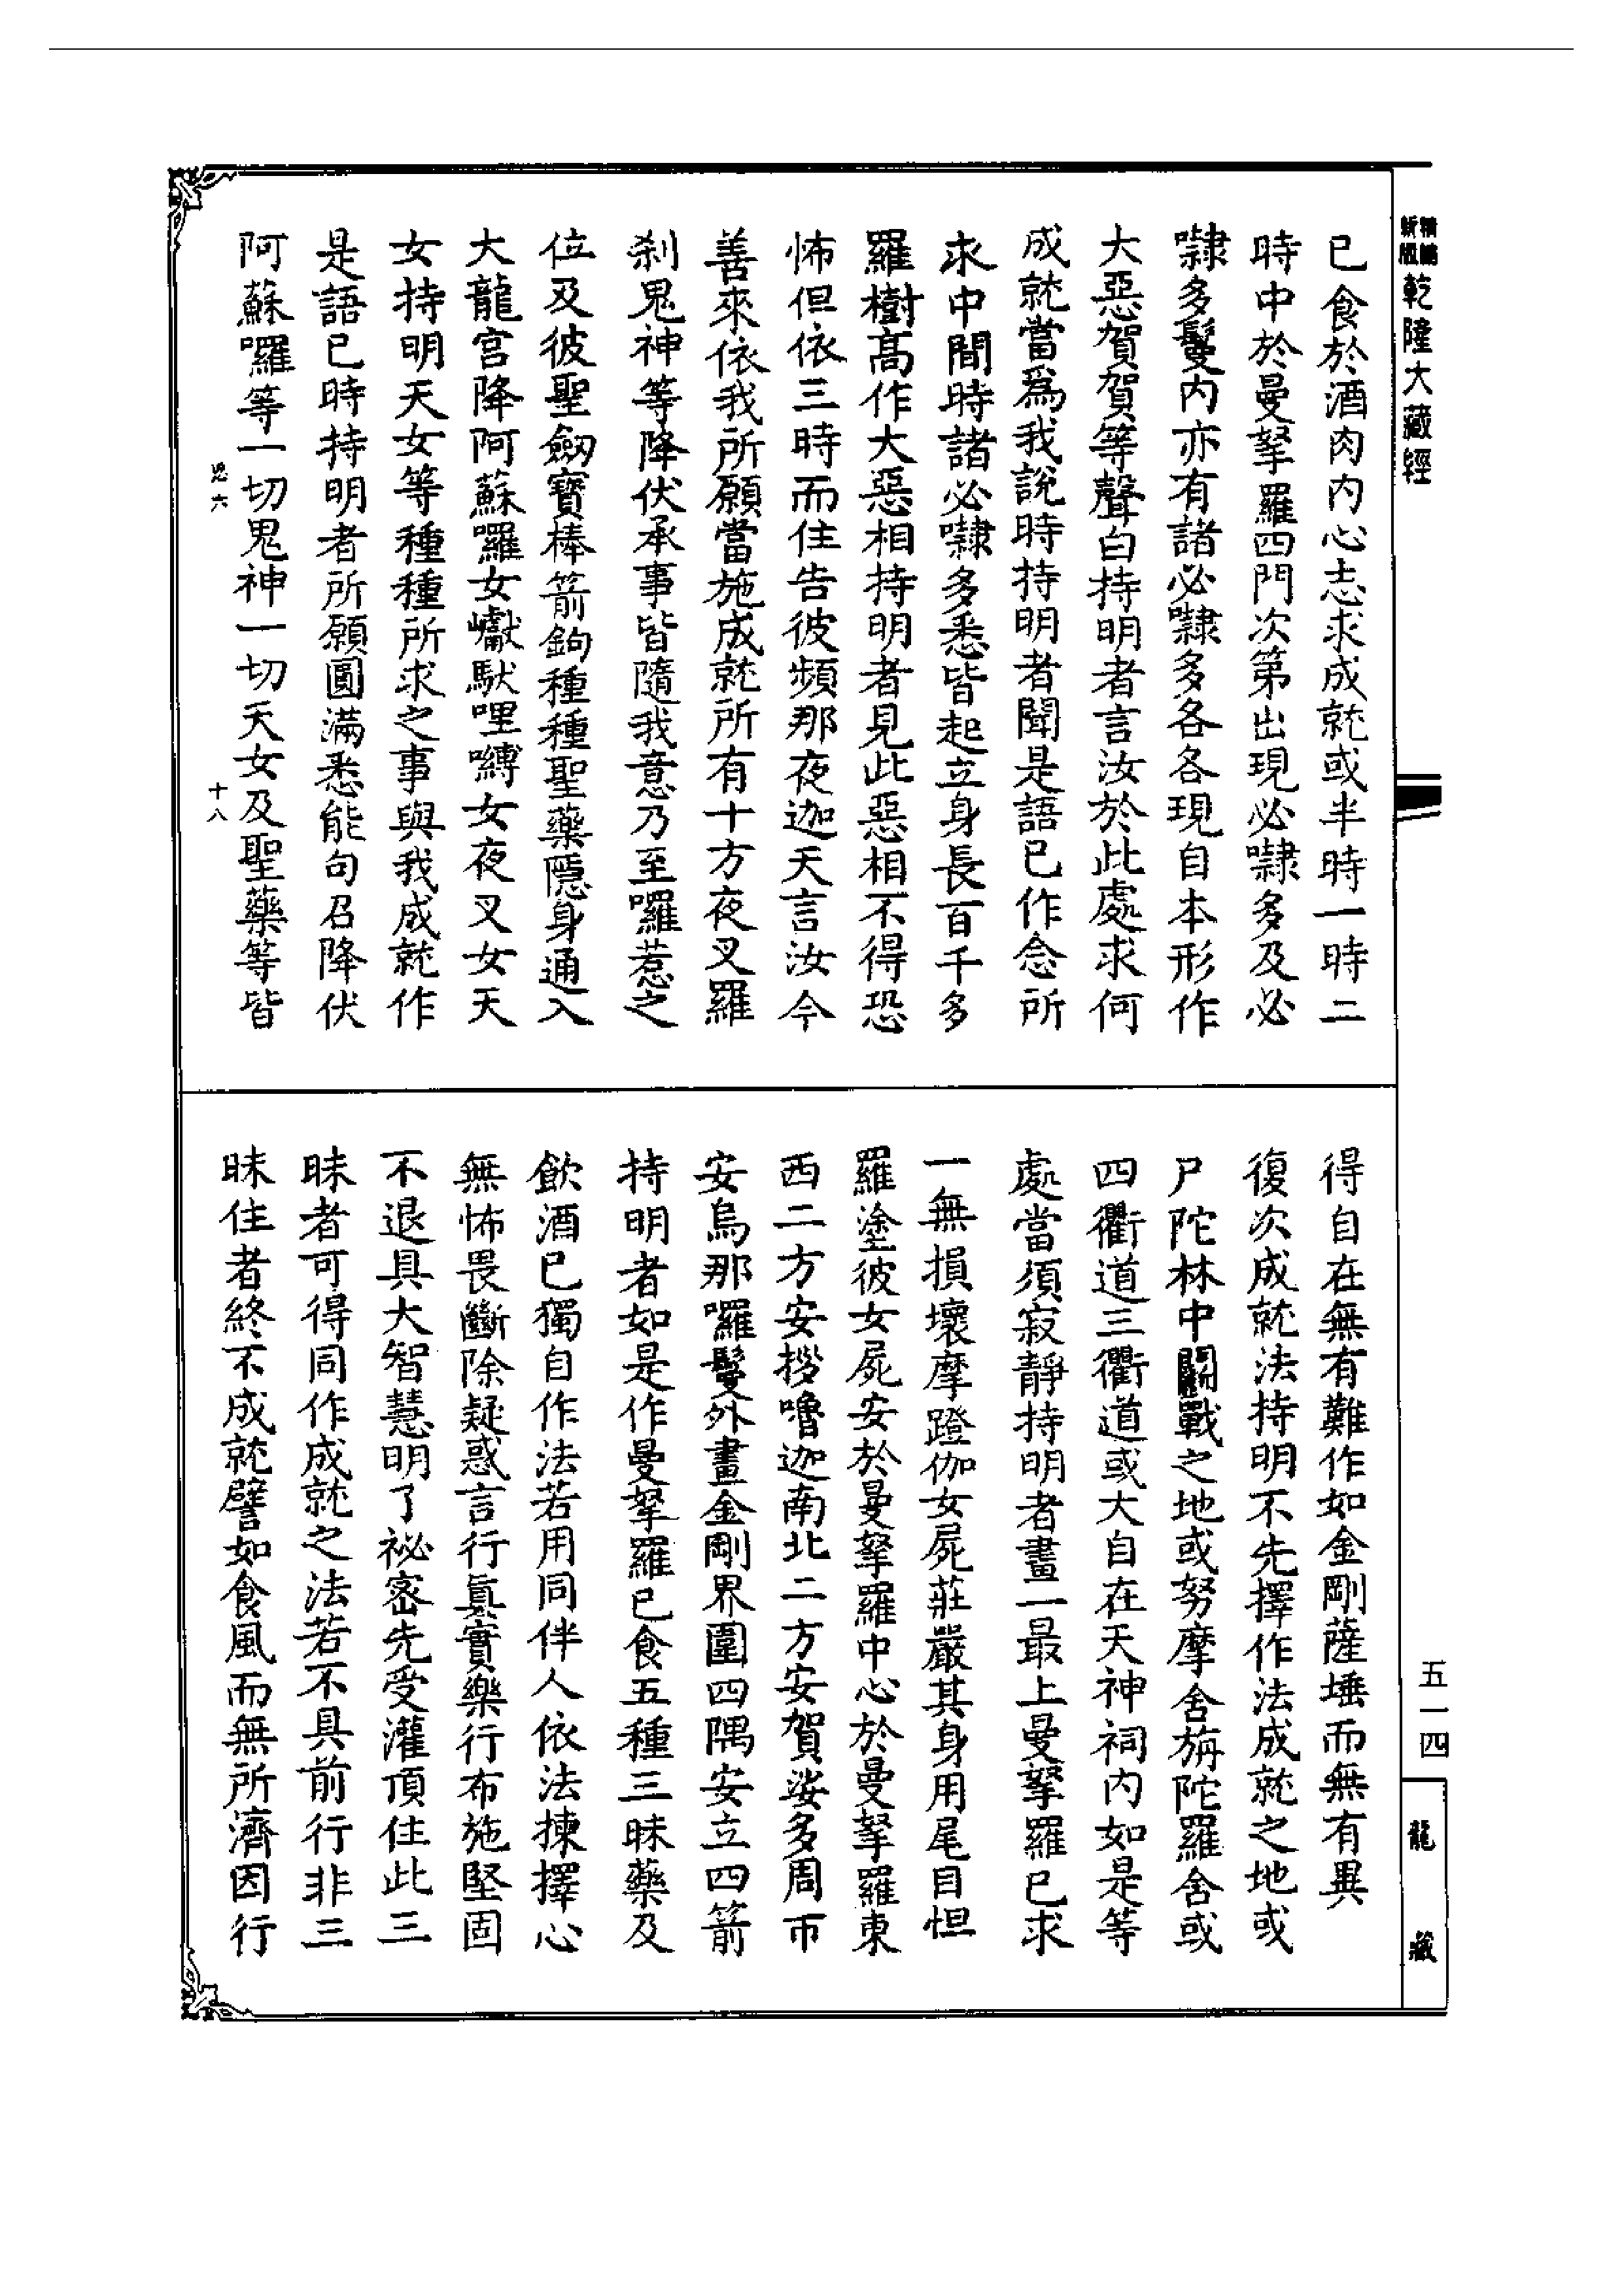 精編
新版
乾隆大藏經
已食於酒肉內心志求成就或半時一時二
時中於曼拏羅四門次第出現必㘑多及必
㘑多鬘內亦有諸必㘑多各各現自本形作
大惡賀賀等聲白持明者言汝於此處求何
成就當爲我說時持明者聞是語已作念所
求中間時諸必㘑多悉皆起立身長百千多
羅樹高作大惡相持明者見此惡相不得恐
怖但依三時而住告彼頻那夜迦天言汝今
善來依我所願當施成就所有十方夜叉羅
剎鬼神等降伏承事皆隨我意乃至囉惹之
位及彼聖劒寶棒箭鉤種種聖藥隱身通入
大龍宮降阿蘇囉女巘馱哩嚩女夜叉女天
女持明天女等種種所求之事與我成就作
是語已時持明者所願圓滿悉能句召降伏
阿蘇囉等一切鬼神一切天女及聖藥等皆
思六
十八
得自在無有難作如金剛薩埵而無有異
復次成就法持明不先擇作法成就之地或
尸陀林中鬭戰之地或努摩舍旃陀羅舍或
四衢道三衢道或大自在天神祠內如是等
處當須寂靜持明者畫一最上曼拏羅已求
一無損壞摩蹬伽女屍莊嚴其身用尾目怛
羅塗彼女屍安於曼拏羅中心於曼拏羅東
西二方安拶嚕迦南北二方安賀娑多周帀
安烏那囉鬘外畫金剛界圍四隅安立四箭
持明者如是作曼拏羅已食五種三昧藥及
飲酒已獨自作法若用同伴人依法揀擇心
無怖畏斷除疑惑言行眞實樂行布施堅固
不退具大智慧明了祕密先受灌頂住此三
昧者可得同作成就之法若不具前行非三
昧住者終不成就譬如食風而無所濟因行
五一四
龍藏